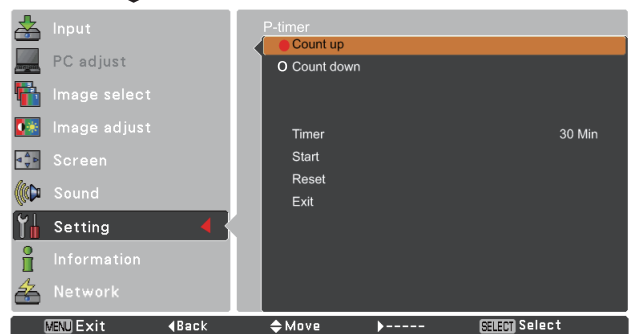 Input
PC adjust
Image select
Image adjust
Screen
Sound
Setting
Information
Network
P-timer
Count up
Count down
Timer 30 Min
Start
Reset
Exit
MENU Exit ◀Back Move ▶----- SELECT Select